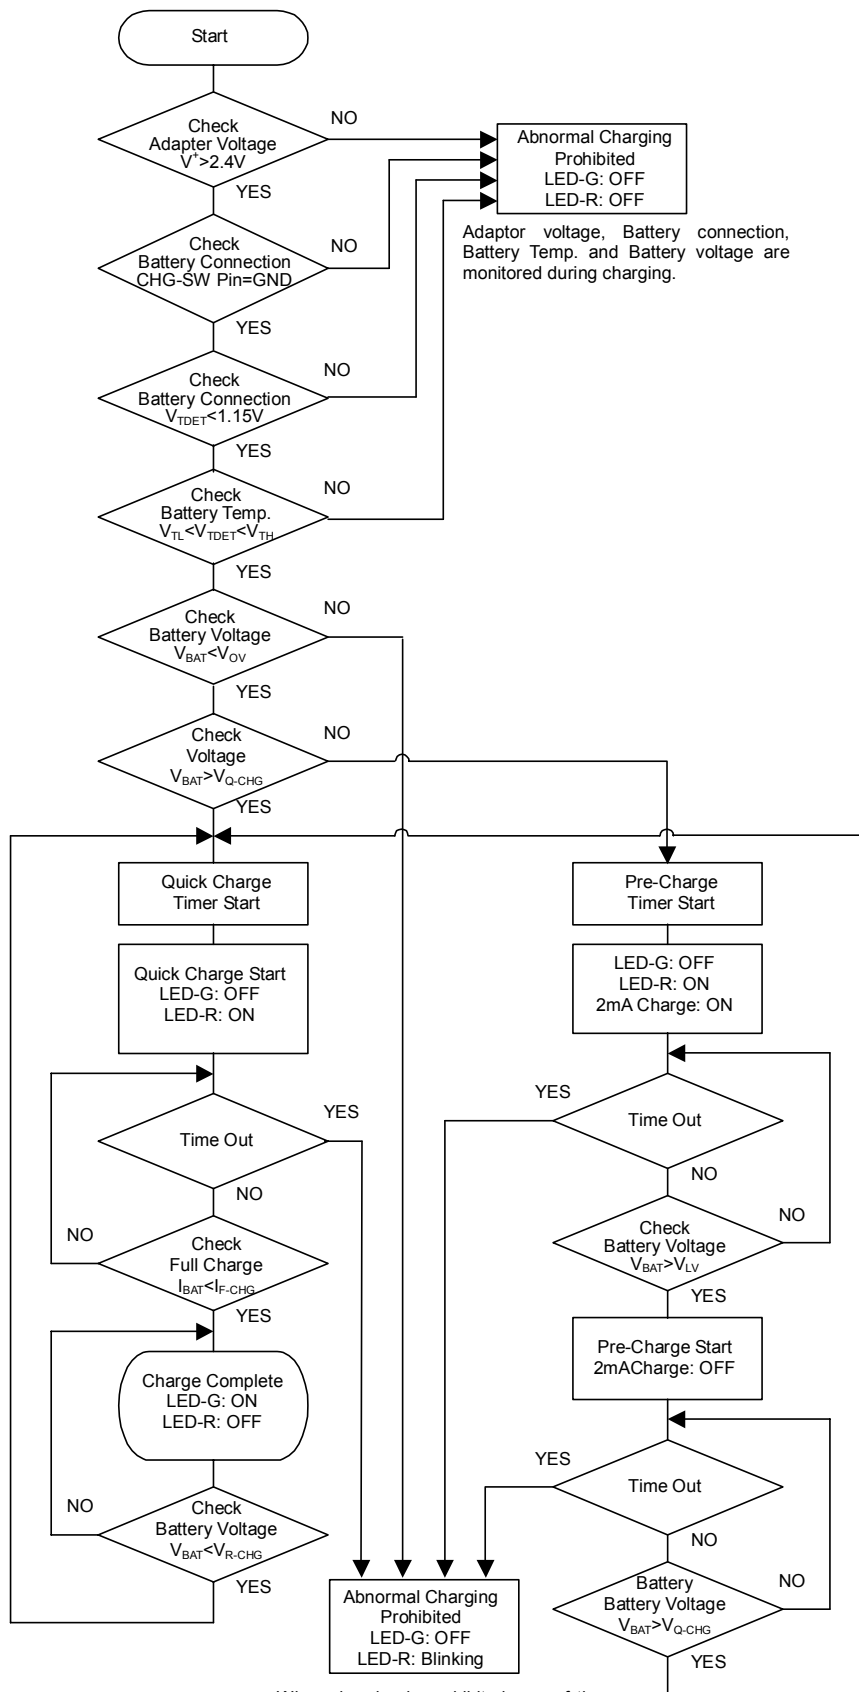 Start
Check
Adapter Voltage
V+>2.4V
NO
YES
Abnormal Charging
Prohibited
LED-G: OFF
LED-R: OFF
Adaptor voltage, Battery connection,
Battery Temp. and Battery voltage are
monitored during charging.
Check
Battery Connection
CHG-SW Pin=GND
NO
YES
Check
Battery Connection
VTDET<1.15V
NO
YES
Check
Battery Temp.
VTL<VTDET<VTH
NO
YES
Check
Battery Voltage
VBAT<VOV
NO
YES
Check
Voltage
VBAT>VQ-CHG
NO
YES
Quick Charge
Timer Start
Quick Charge Start
LED-G: OFF
LED-R: ON
Time Out
YES
NO
Check
Full Charge
IBAT<IF-CHG
NO
YES
Charge Complete
LED-G: ON
LED-R: OFF
Check
Battery Voltage
VBAT<VR-CHG
NO
YES
Pre-Charge
Timer Start
LED-G: OFF
LED-R: ON
2mA Charge: ON
Time Out
YES
NO
Check
Battery Voltage
VBAT>VLV
NO
YES
Pre-Charge Start
2mACharge: OFF
Time Out
YES
NO
Battery
Battery Voltage
VBAT>VQ-CHG
NO
YES
Abnormal Charging
Prohibited
LED-G: OFF
LED-R: Blinking